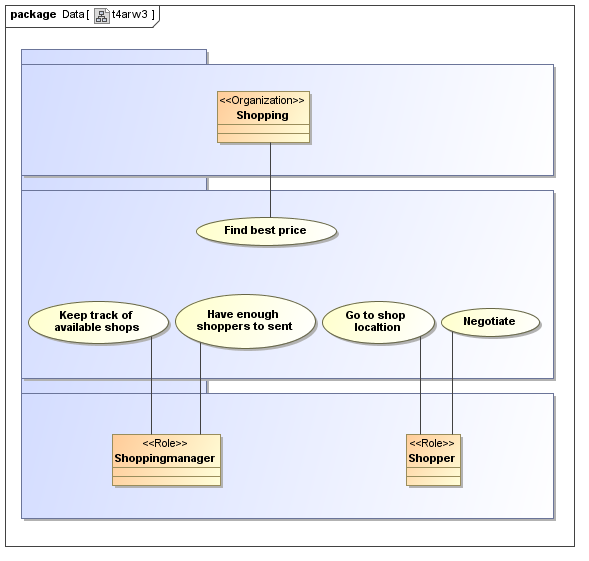 package Data[ t4arw3 ]
<<Organization>>
Shopping
Find best price
Keep track of
available shops
Have enough
shoppers to sent
Go to shop
localtion
Negotiate
<<Role>>
Shoppingmanager
<<Role>>
Shopper